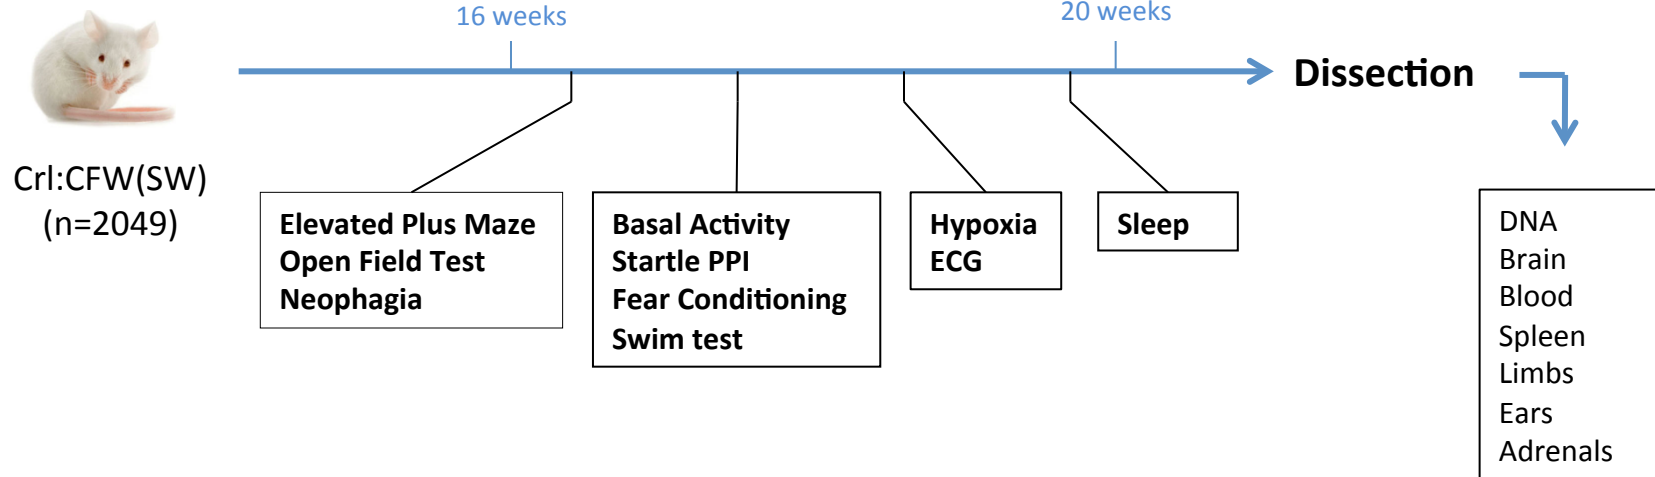 16 weeks
20 weeks
Dissection
Crl:CFW(SW)
(n=2049)
Elevated Plus Maze
Open Field Test
Neophagia
Basal Activity
Startle PPI
Fear Conditioning
Swim test
Hypoxia
ECG
Sleep
DNA
Brain
Blood
Spleen
Limbs
Ears
Adrenals